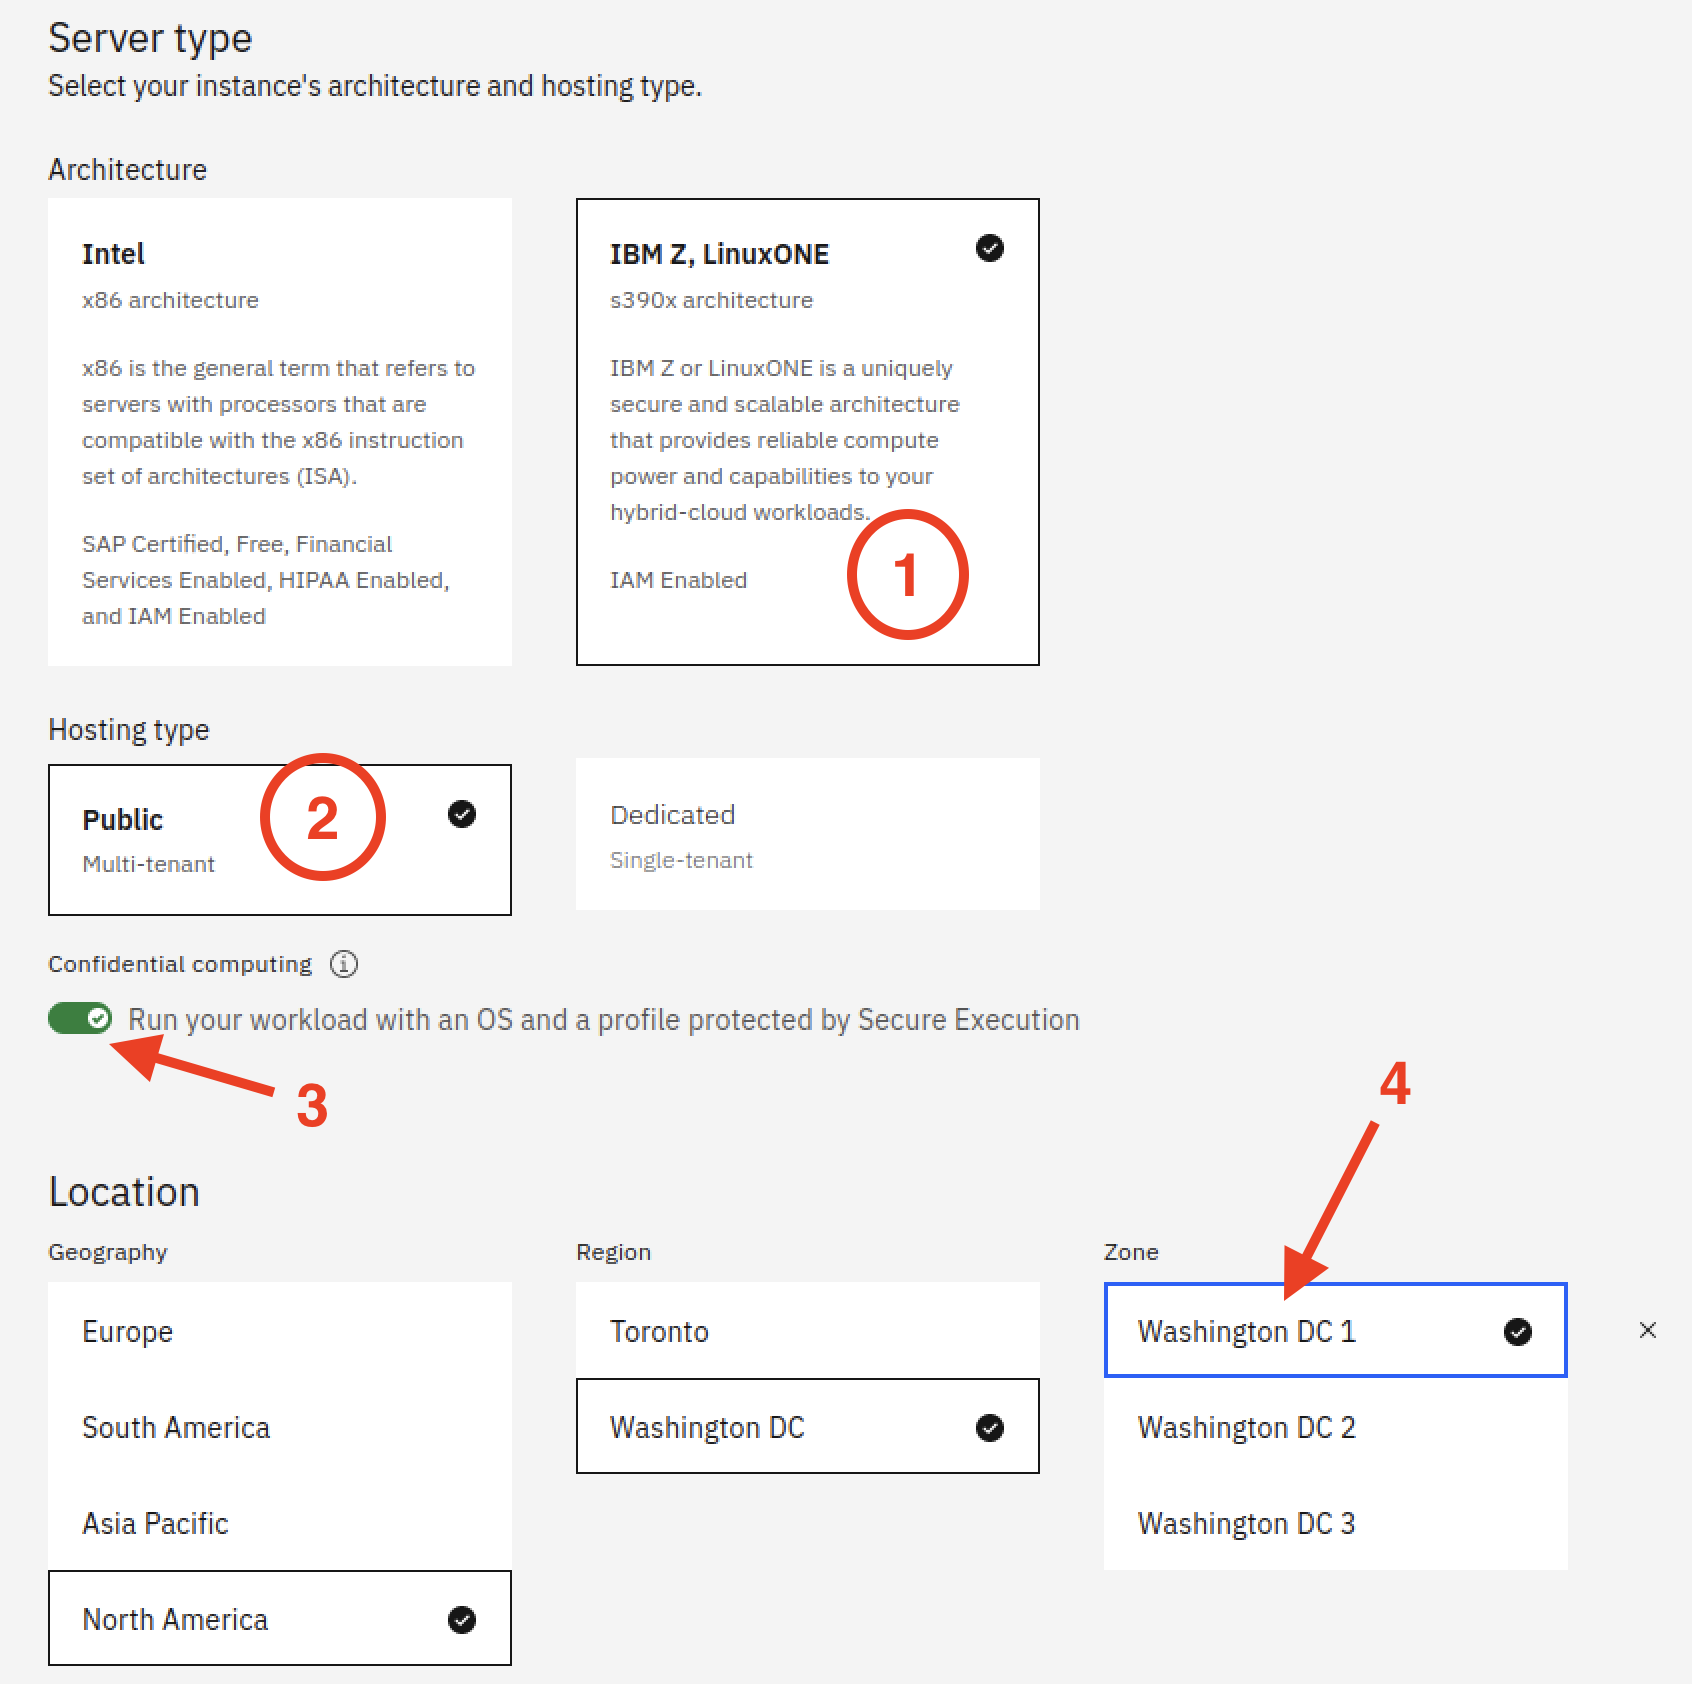 Server type
Select your instance's architecture and hosting type.
Architecture
Intel
x86 architecture
x86 is the general term that refers to
servers with processors that are
compatible with the x86 instruction
set of architectures (ISA).
SAP Certified, Free, Financial
Services Enabled, HIPAA Enabled,
and IAM Enabled
IBM Z, LinuxONE
s390x architecture
IBM Z or LinuxONE is a uniquely
secure and scalable architecture
that provides reliable compute
power and capabilities to your
hybrid-cloud workloads.
IAM Enabled
1
Hosting type
Public
Multi-tenant
2
Dedicated
Single-tenant
Confidential computing
Run your workload with an OS and a profile protected by Secure Execution
3
4
Location
Geography
Europe
South America
Asia Pacific
North America
Region
Toronto
Washington DC
Zone
Washington DC 1
Washington DC 2
Washington DC 3